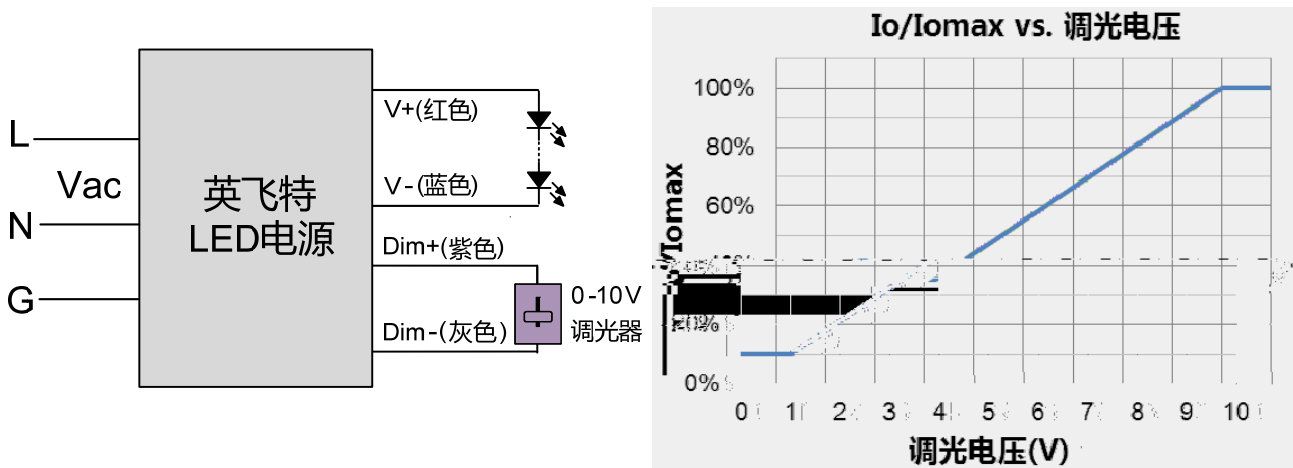 L
Vac
N
G
英飞特
LED电源
V+(红色)
V-(蓝色)
Dim+(紫色)
Dim-(灰色)
0-10V
调光器
Io/Iomax vs. 调光电压
100%
80%
60%
20%
0%
/Iomax
0 1 2 3 4 5 6 7 8 9 10
调光电压(V)